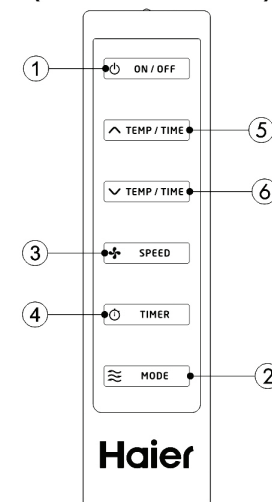 1
ON / OFF
TEMP / TIME
5
TEMP / TIME
6
3
SPEED
4
TIMER
MODE
2
Haier